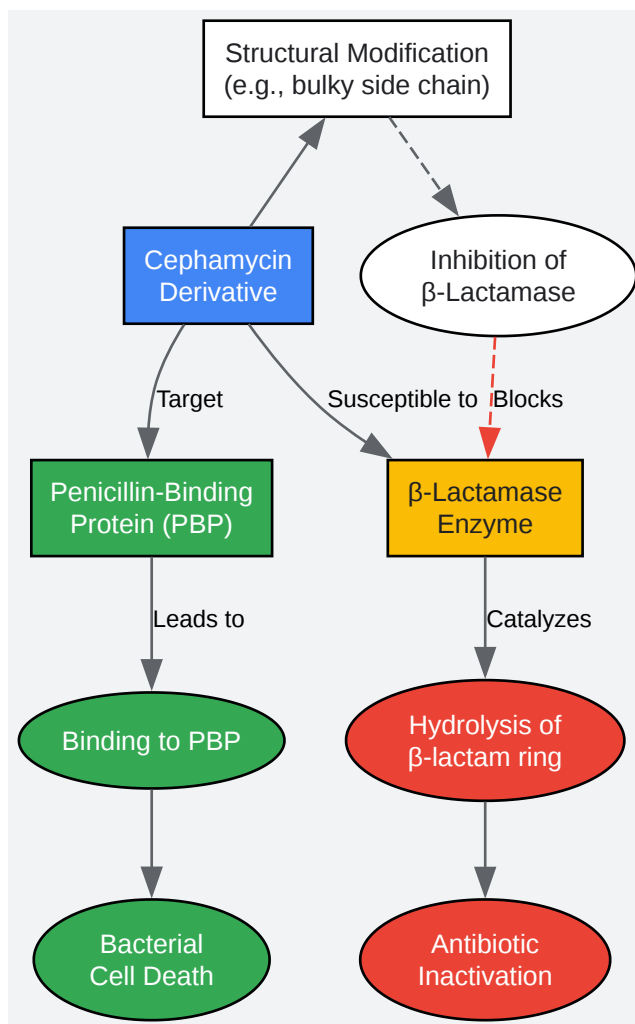 Structural Modification
(e.g., bulky side chain)
Cephamycin
Derivative
Inhibition of
β-Lactamase
Target
Susceptible to
Blocks
Penicillin-Binding
Protein (PBP)
β-Lactamase
Enzyme
Leads to
Catalyzes
Binding to PBP
Hydrolysis of
β-lactam ring
Bacterial
Cell Death
Antibiotic
Inactivation